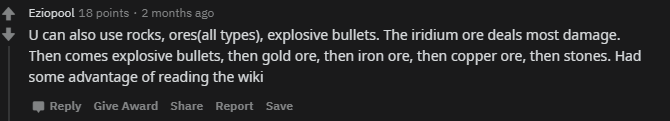 Eziopool 18 points · 2 months ago
U can also use rocks, ores(all types), explosive bullets. The iridium ore deals most damage.
Then comes explosive bullets, then gold ore, then iron ore, then copper ore, then stones. Had
some advantage of reading the wiki
Reply Give Award Share Report Save